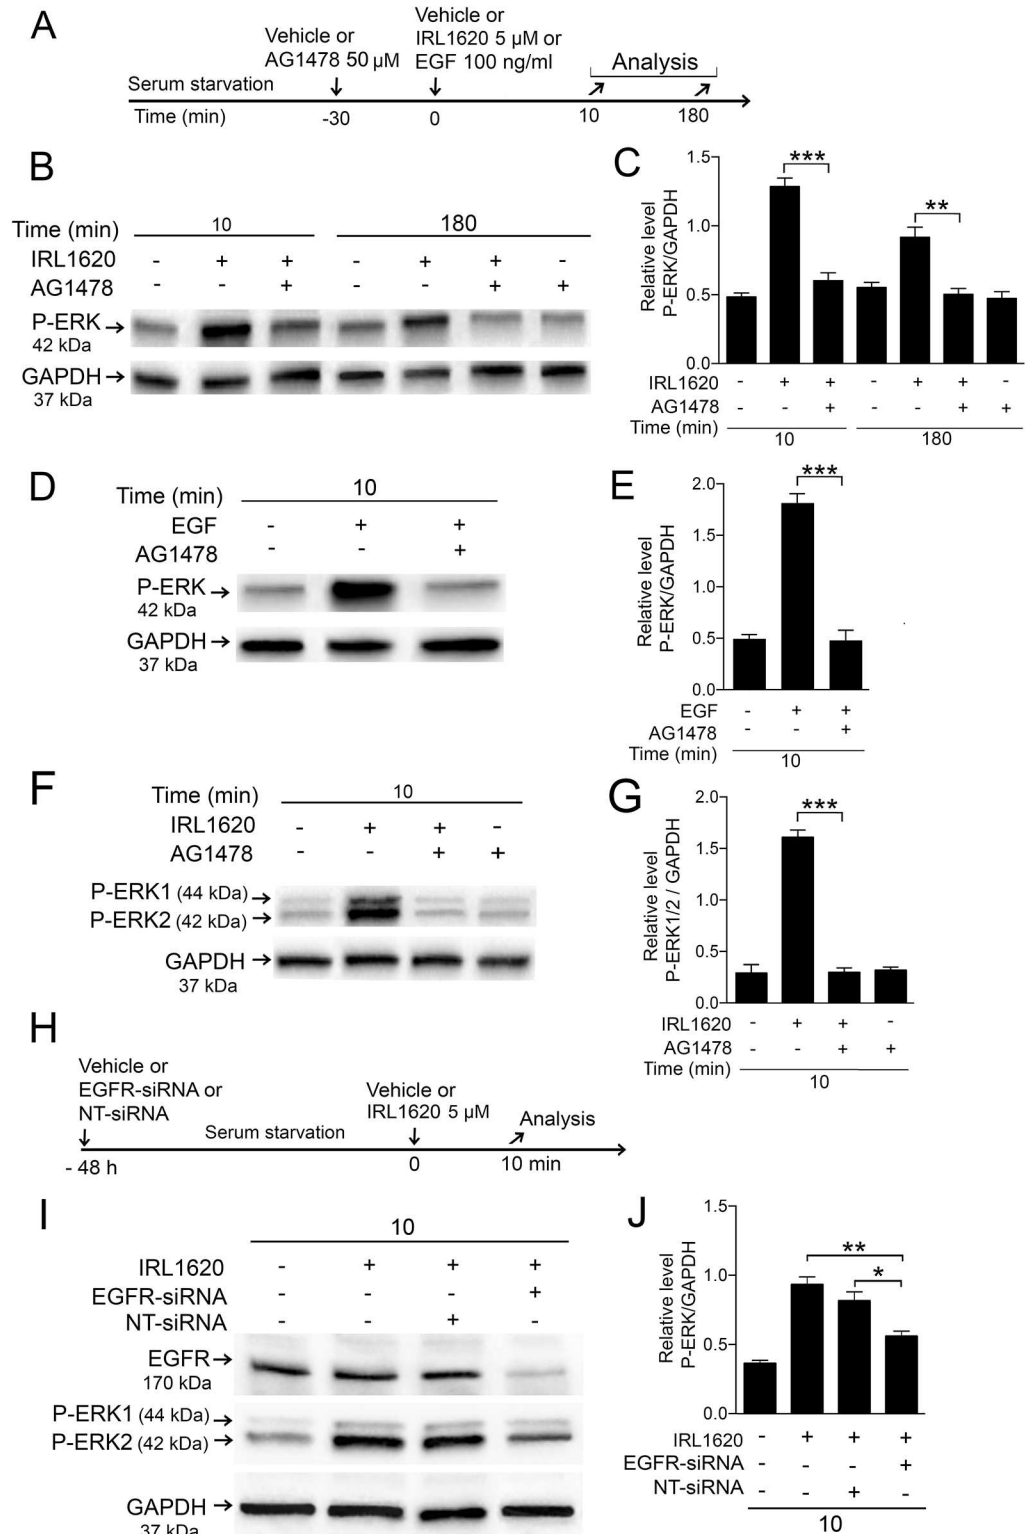 A
Vehicle or
AG1478 50 µM
Vehicle or
IRL1620 5 µM or
EGF 100 ng/ml
Analysis
Serum starvation
Time (min)
-30
0
10
180
B
Time (min)
10
180
IRL1620 - + + - + + -
AG1478 - - + - - + +
P-ERK →
42 kDa
GAPDH →
37 kDa
C
Relative level
P-ERK/GAPDH
1.5
1.0
0.5
0.0
***
**
IRL1620 - + + - + + -
AG1478 - - + - - + +
Time (min)
10
180
D
Time (min)
10
EGF - + +
AG1478 - - +
P-ERK →
42 kDa
GAPDH →
37 kDa
E
Relative level
P-ERK/GAPDH
2.0
1.5
1.0
0.5
0.0
***
EGF - + +
AG1478 - - +
Time (min)
10
F
Time (min)
10
IRL1620 - + + -
AG1478 - - + +
P-ERK1 (44 kDa) →
P-ERK2 (42 kDa) →
GAPDH →
37 kDa
G
Relative level
P-ERK1/2 / GAPDH
2.0
1.5
1.0
0.5
0.0
***
IRL1620 - + + -
AG1478 - - + +
Time (min)
10
H
Vehicle or
EGFR-siRNA or
NT-siRNA
Serum starvation
Vehicle or
IRL1620 5 µM
Analysis
- 48 h
0
10 min
I
10
IRL1620 - + + +
EGFR-siRNA - - - +
NT-siRNA - - + -
EGFR →
170 kDa
P-ERK1 (44 kDa) →
P-ERK2 (42 kDa) →
GAPDH →
37 kDa
J
Relative level
P-ERK/GAPDH
1.5
1.0
0.5
0.0
**
*
IRL1620 - + + +
EGFR-siRNA - - - +
NT-siRNA - - + -
10